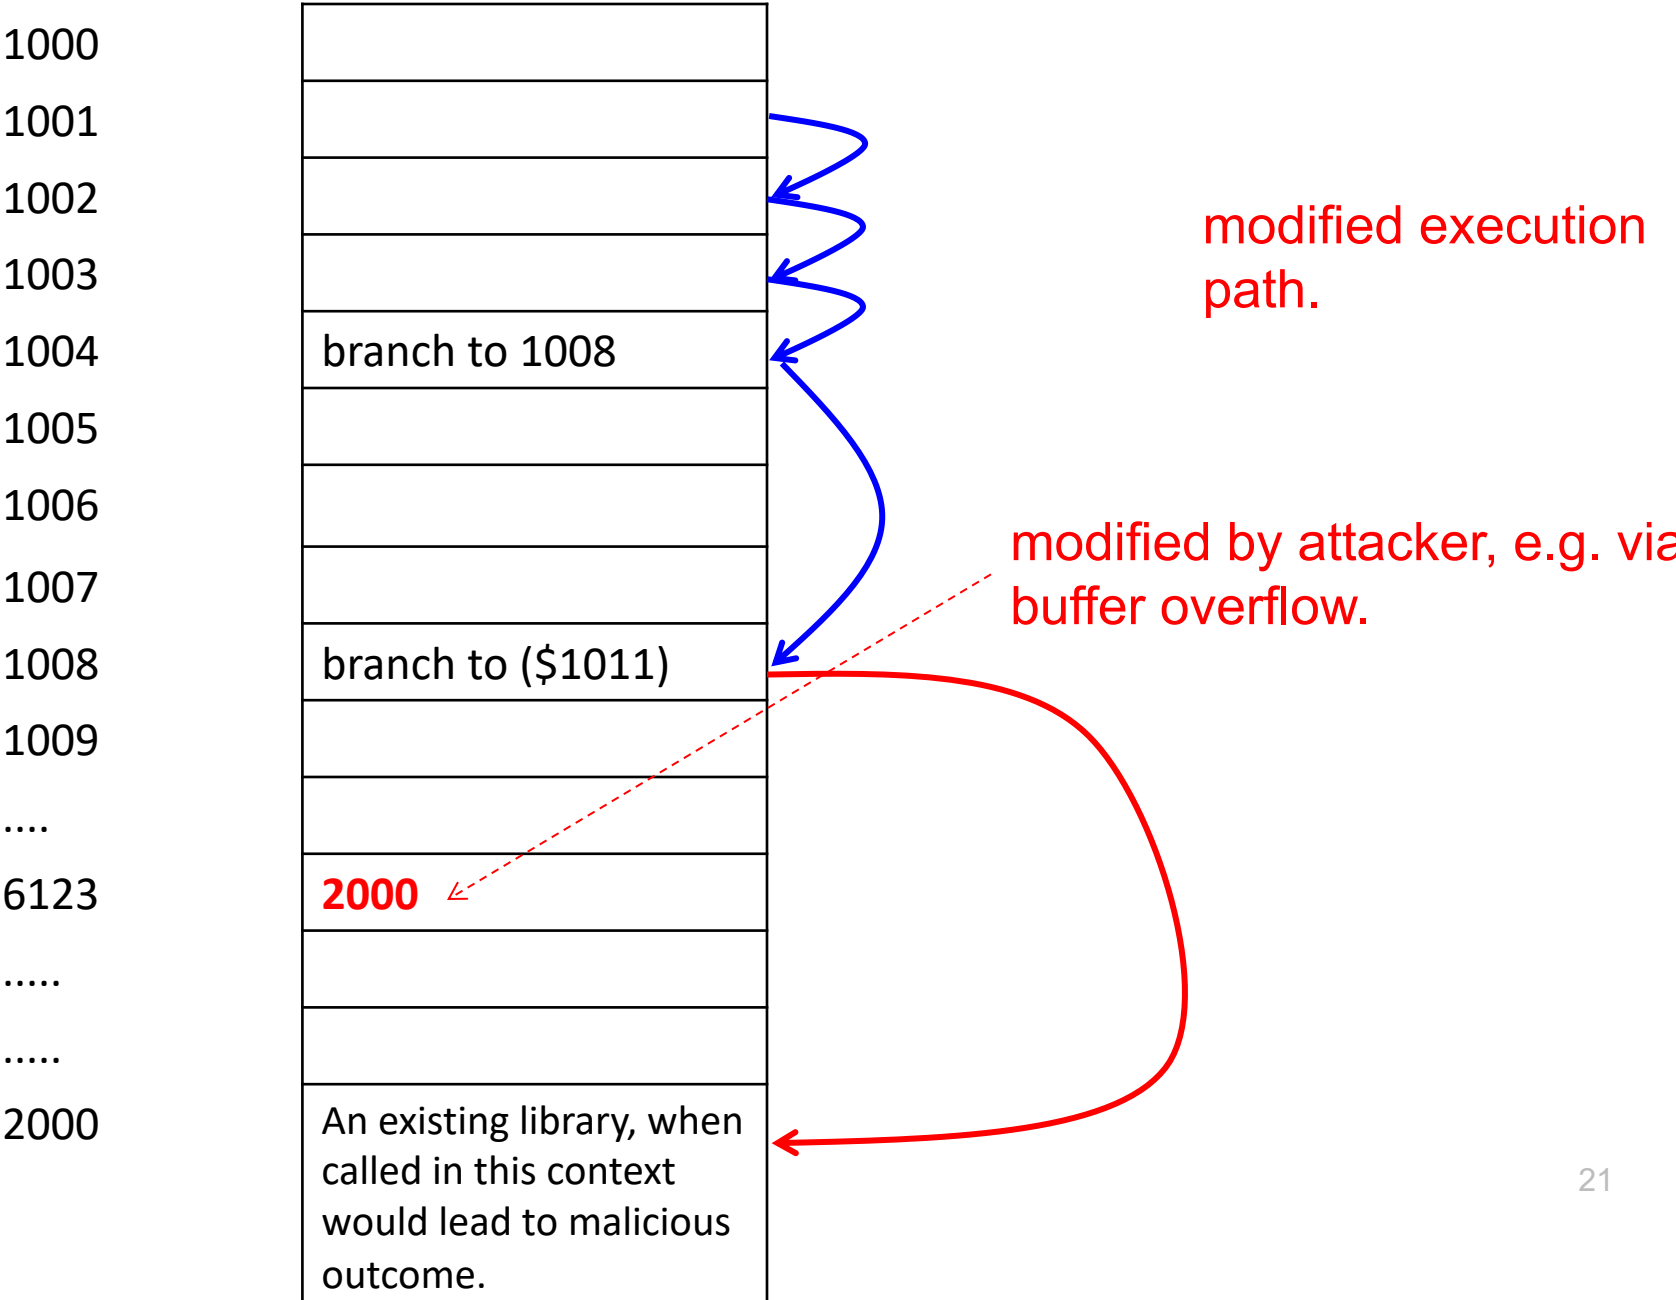 1000
1001
1002
modified execution
1003
path.
1004
branch to 1008
1005
1006
modified by attacker, e.g. via
1007
buffer overflow.
1008
branch to ($1011)
1009
....
6123
2000
.....
.....
2000
An existing library, when
called in this context
would lead to malicious
outcome.
21